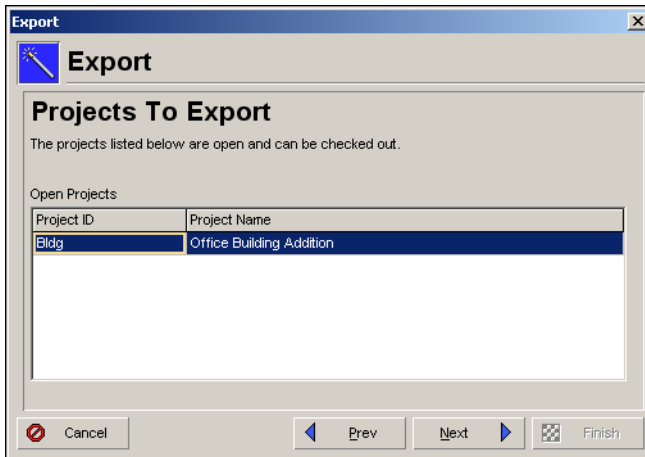 Export
Export
Projects To Export
The projects listed below are open and can be checked out.
Open Projects
Project ID Project Name
Bldg Office Building Addition
Cancel Prev Next Finish